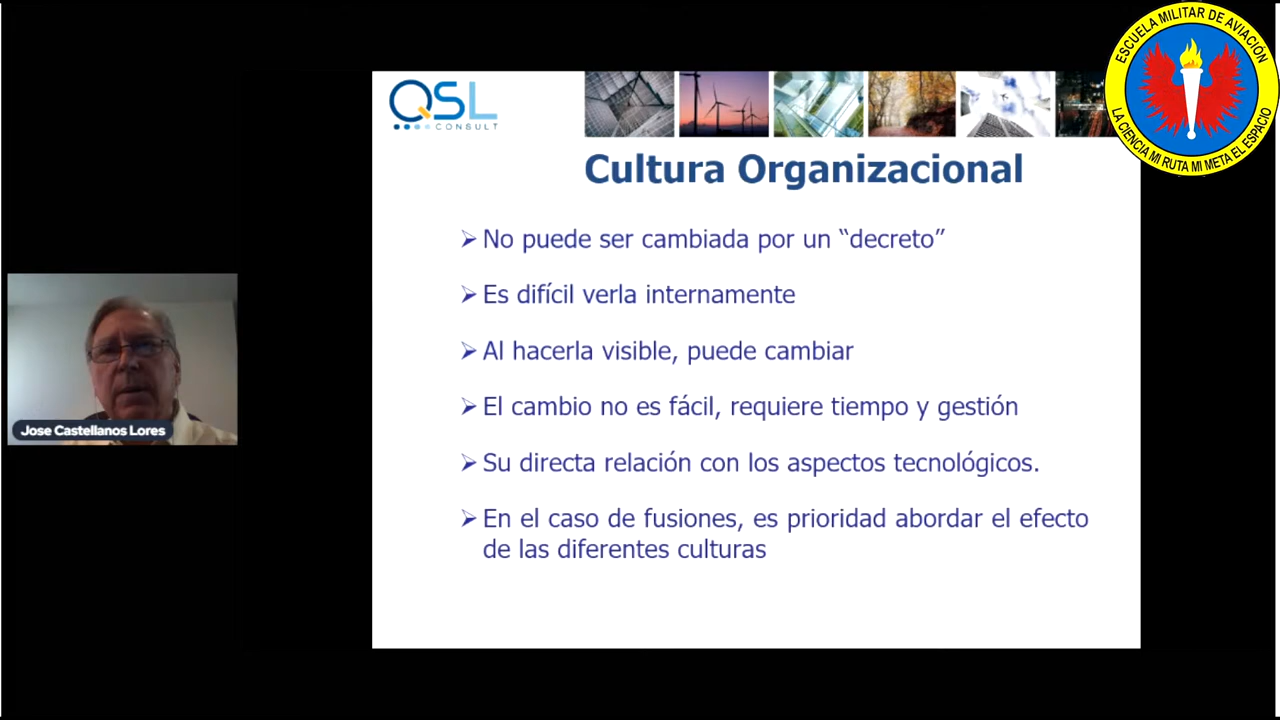 QSL
CONSULT
ESCUELA MILITAR DE AVIACIÓN
LA CIENCIA MI RUTA MI META EL ESPACIO
Cultura Organizacional
No puede ser cambiada por un “decreto”
Es difícil verla internamente
Al hacerla visible, puede cambiar
El cambio no es fácil, requiere tiempo y gestión
Su directa relación con los aspectos tecnológicos.
En el caso de fusiones, es prioridad abordar el efecto
de las diferentes culturas
Jose Castellanos Lores